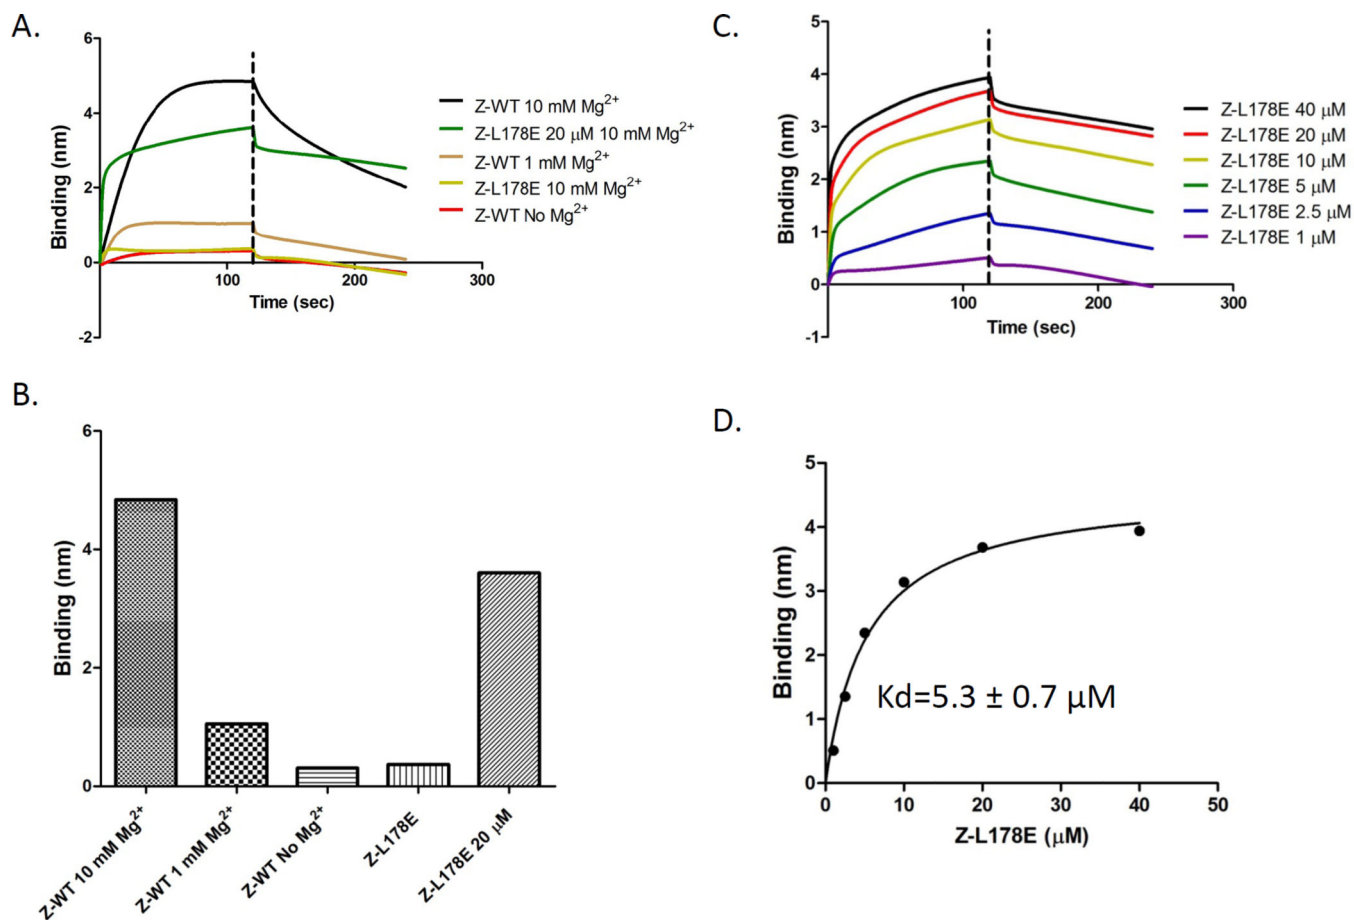 A.
6
4
2
0
-2
100
200
300
Binding (nm)
Time (sec)
Z-WT 10 mM Mg²⁺
Z-L178E 20 μM 10 mM Mg²⁺
Z-WT 1 mM Mg²⁺
Z-L178E 10 mM Mg²⁺
Z-WT No Mg²⁺
C.
5
4
3
2
1
0
-1
100
200
300
Binding (nm)
Time (sec)
Z-L178E 40 μM
Z-L178E 20 μM
Z-L178E 10 μM
Z-L178E 5 μM
Z-L178E 2.5 μM
Z-L178E 1 μM
B.
6
4
2
0
Binding (nm)
Z-WT 10 mM Mg²⁺
Z-WT 1 mM Mg²⁺
Z-WT No Mg²⁺
Z-L178E
Z-L178E 20 μM
D.
5
4
3
2
1
0
Binding (nm)
Kd=5.3 ± 0.7 μM
0
10
20
30
40
50
Z-L178E (μM)